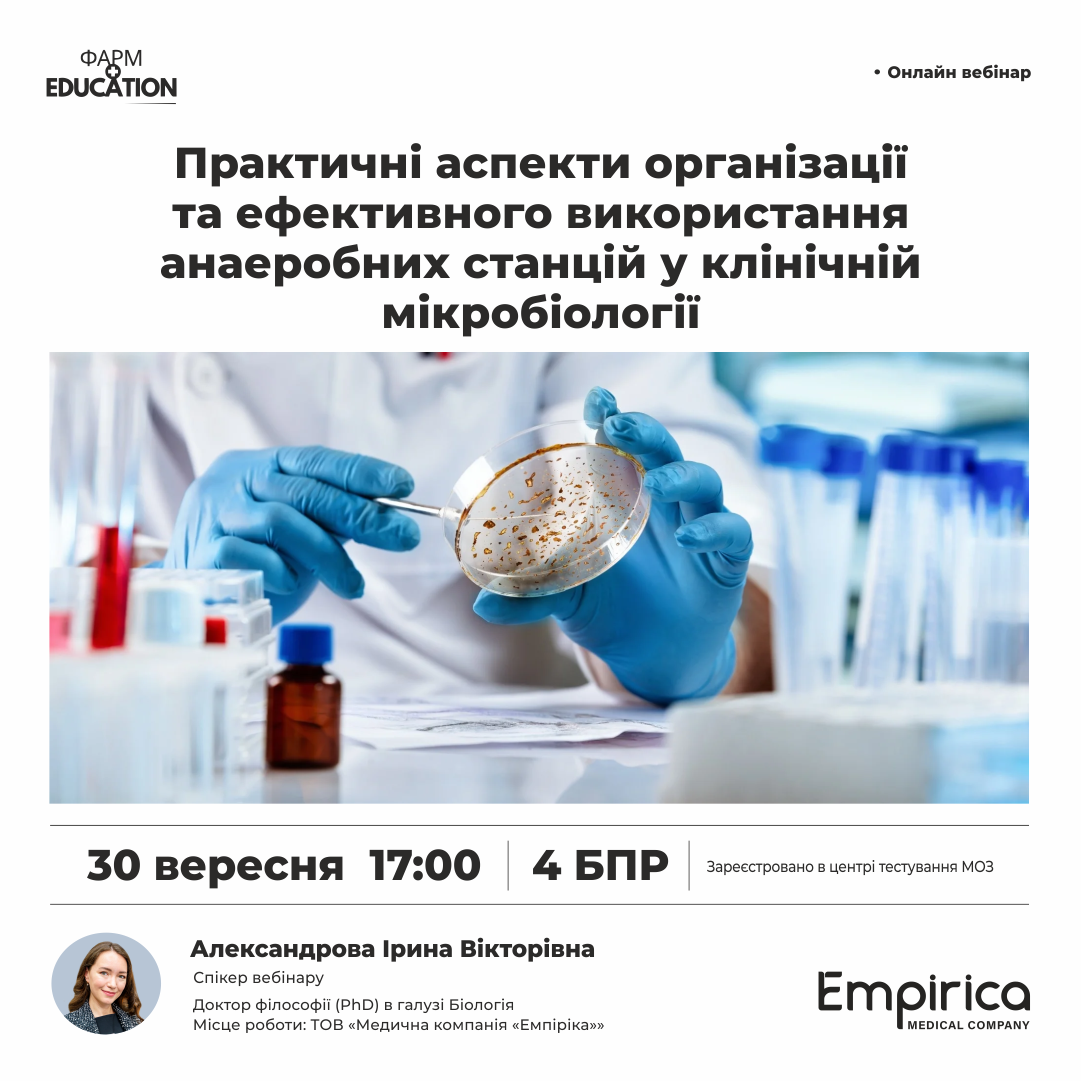 ФАРМ
EDUCATION
• Онлайн вебінар
Практичні аспекти організації
та ефективного використання
анаеробних станцій у клінічній
мікробіології
30 вересня 17:00
4 БПР
Зареєстровано в центрі тестування МОЗ
Александрова Ірина Вікторівна
Спікер вебінару
Доктор філософії (PhD) в галузі Біологія
Місце роботи: ТОВ «Медична компанія «Емпіріка»»
Empirica
MEDICAL COMPANY